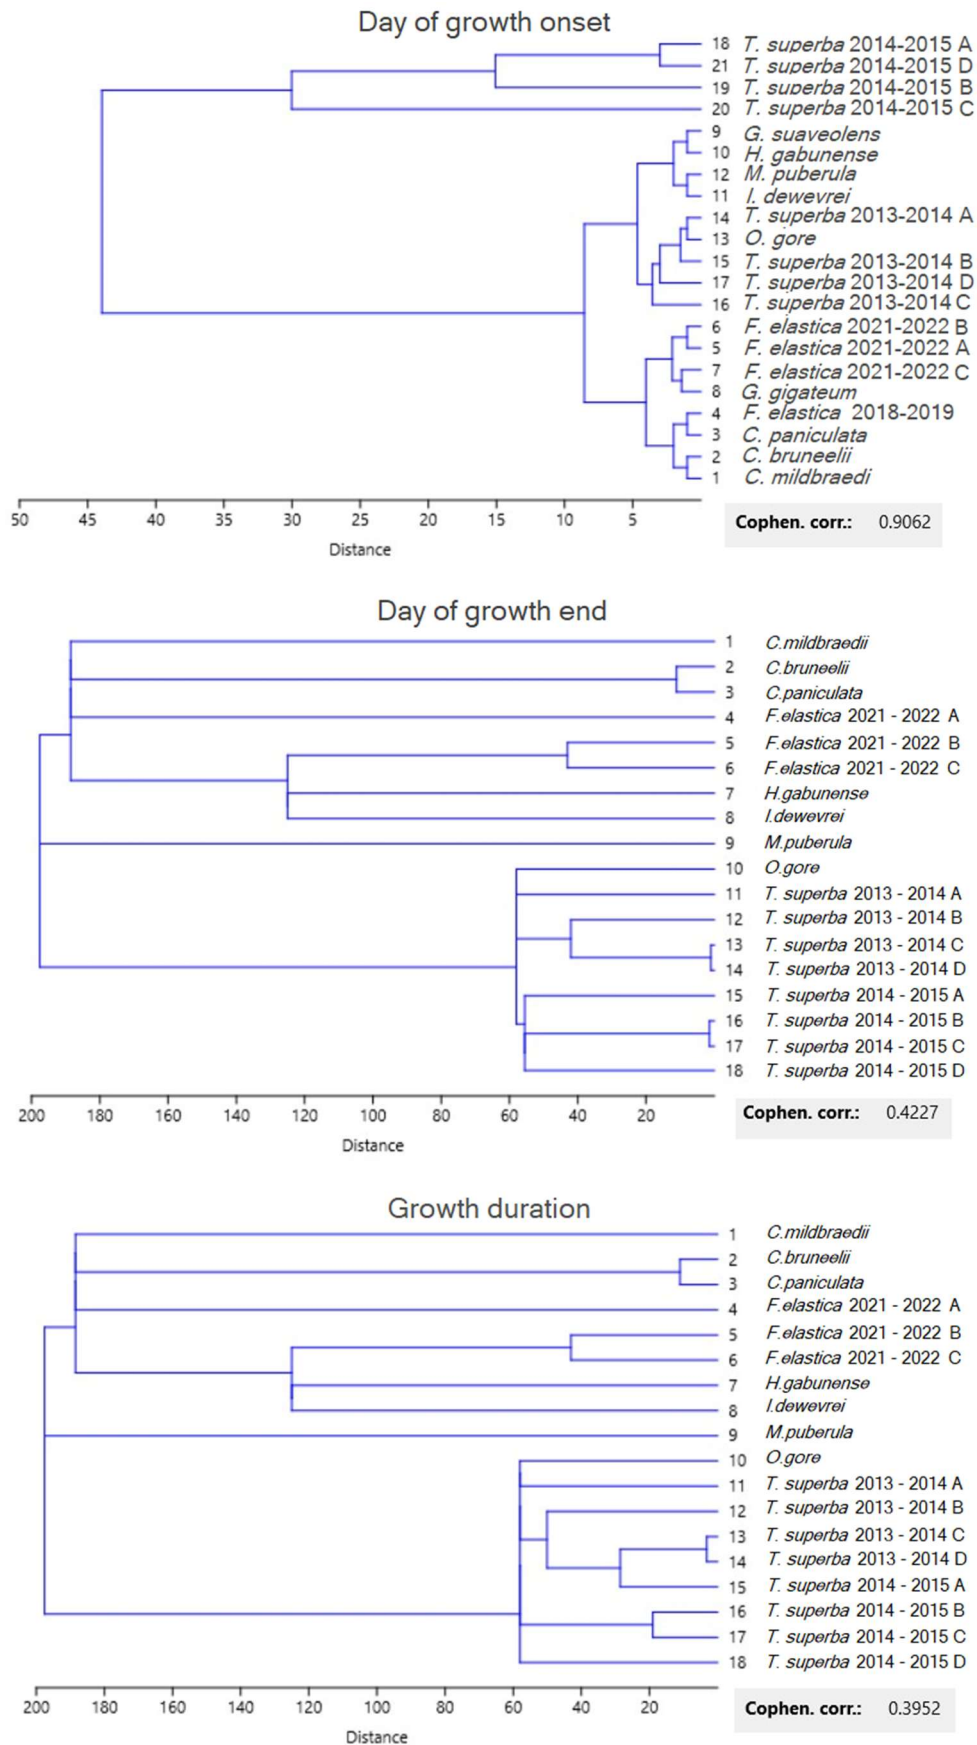 Day of growth onset
18 T. superba 2014-2015 A
21 T. superba 2014-2015 D
19 T. superba 2014-2015 B
20 T. superba 2014-2015 C
9 G. suaveolens
10 H. gabunense
12 M. puberula
11 I. dewevrei
14 T. superba 2013-2014 A
13 O. gore
15 T. superba 2013-2014 B
17 T. superba 2013-2014 D
16 T. superba 2013-2014 C
6 F. elastica 2021-2022 B
5 F. elastica 2021-2022 A
7 F. elastica 2021-2022 C
8 G. gigateum
4 F. elastica 2018-2019
3 C. paniculata
2 C. bruneelii
1 C. mildbraedi
50 45 40 35 30 25 20 15 10 5
Distance
Cophen. corr.: 0.9062
Day of growth end
1 C.mildbraedii
2 C.bruneelii
3 C.paniculata
4 F.elastica 2021 - 2022 A
5 F.elastica 2021 - 2022 B
6 F.elastica 2021 - 2022 C
7 H.gabunense
8 I.dewevrei
9 M.puberula
10 O.gore
11 T. superba 2013 - 2014 A
12 T. superba 2013 - 2014 B
13 T. superba 2013 - 2014 C
14 T. superba 2013 - 2014 D
15 T. superba 2014 - 2015 A
16 T. superba 2014 - 2015 B
17 T. superba 2014 - 2015 C
18 T. superba 2014 - 2015 D
200 180 160 140 120 100 80 60 40 20
Distance
Cophen. corr.: 0.4227
Growth duration
1 C.mildbraedii
2 C.bruneelii
3 C.paniculata
4 F.elastica 2021 - 2022 A
5 F.elastica 2021 - 2022 B
6 F.elastica 2021 - 2022 C
7 H.gabunense
8 I.dewevrei
9 M.puberula
10 O.gore
11 T. superba 2013 - 2014 A
12 T. superba 2013 - 2014 B
13 T. superba 2013 - 2014 C
14 T. superba 2013 - 2014 D
15 T. superba 2014 - 2015 A
16 T. superba 2014 - 2015 B
17 T. superba 2014 - 2015 C
18 T. superba 2014 - 2015 D
200 180 160 140 120 100 80 60 40 20
Distance
Cophen. corr.: 0.3952